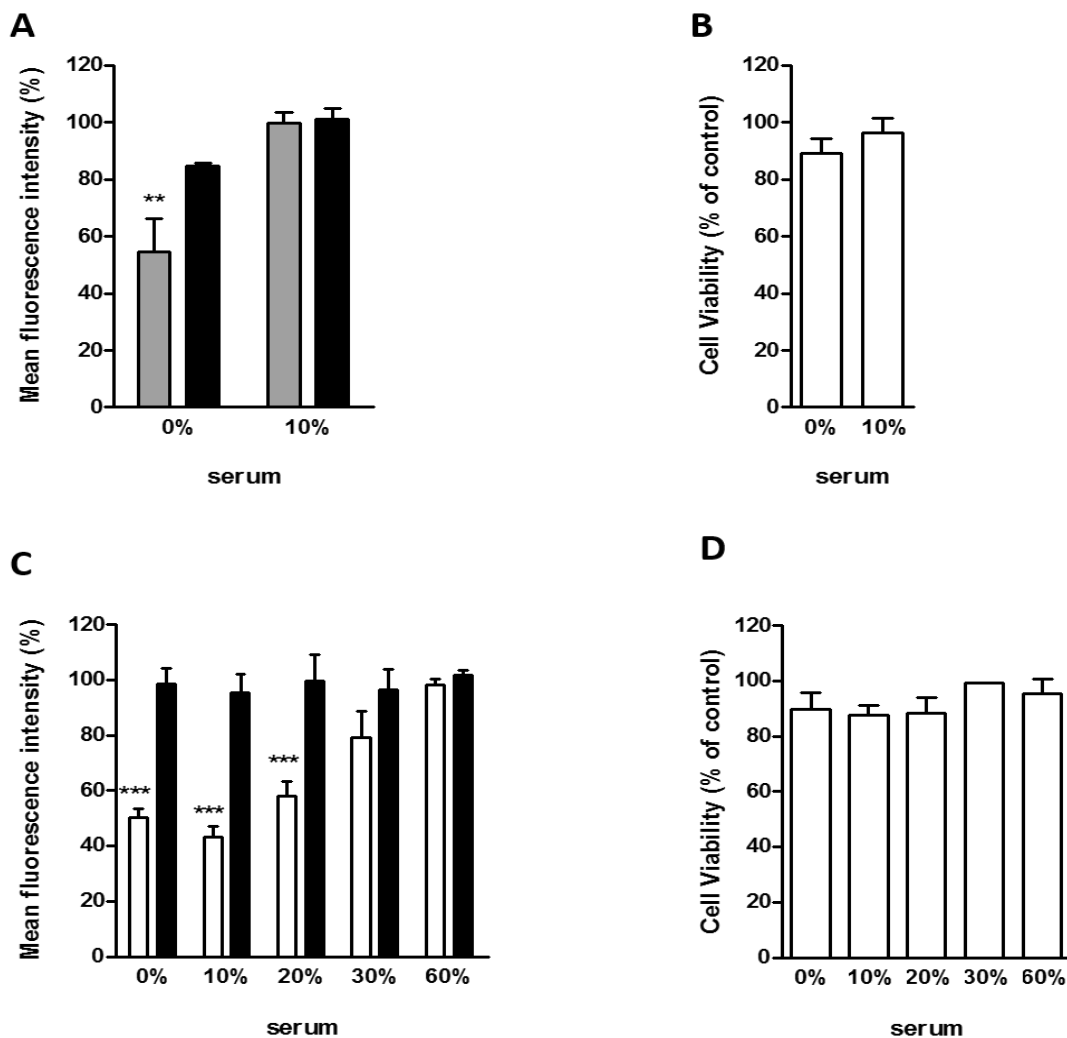 A
Mean fluorescence intensity (%)
120
100
80
60
40
20
0
**
0% 10%
serum
B
Cell Viability (% of control)
120
100
80
60
40
20
0
0% 10%
serum
C
Mean fluorescence intensity (%)
120
100
80
60
40
20
0
*** *** ***
0% 10% 20% 30% 60%
serum
D
Cell Viability (% of control)
120
100
80
60
40
20
0
0% 10% 20% 30% 60%
serum